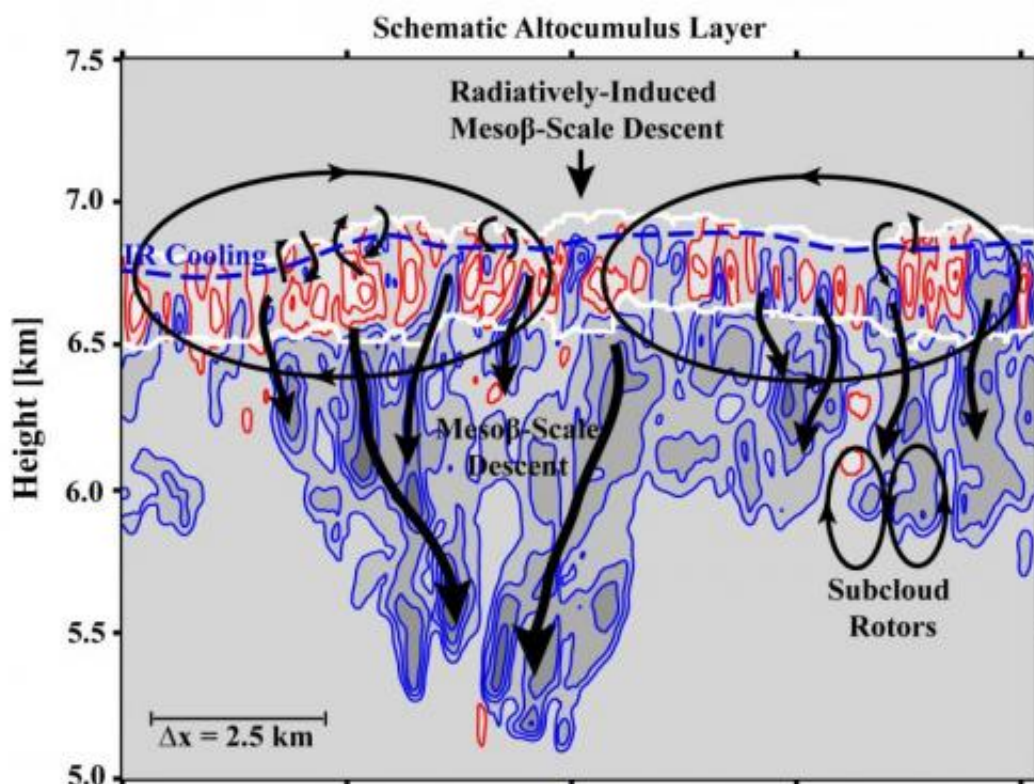 Schematic Altocumulus Layer
7.5
Radiatively-Induced
Mesoβ-Scale Descent
7.0
IR Cooling
6.5
Height [km]
Mesoβ-Scale
Descent
6.0
Subcloud
Rotors
5.5
Δx = 2.5 km
5.0